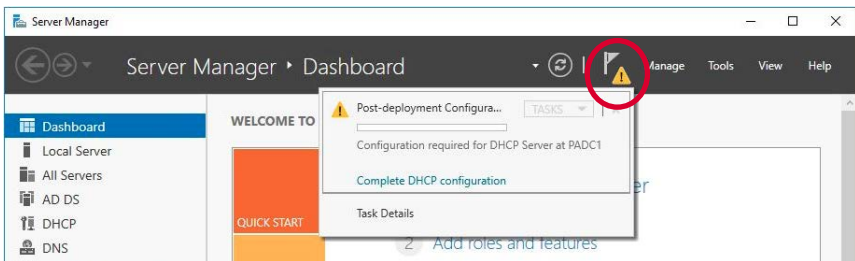 Server Manager
Server Manager • Dashboard
Manage Tools View Help
Post-deployment Configura... TASKS
Configuration required for DHCP Server at PADC1
Complete DHCP configuration
Task Details
Dashboard
Local Server
All Servers
AD DS
DHCP
DNS
WELCOME TO
QUICK START
2 Add roles and features